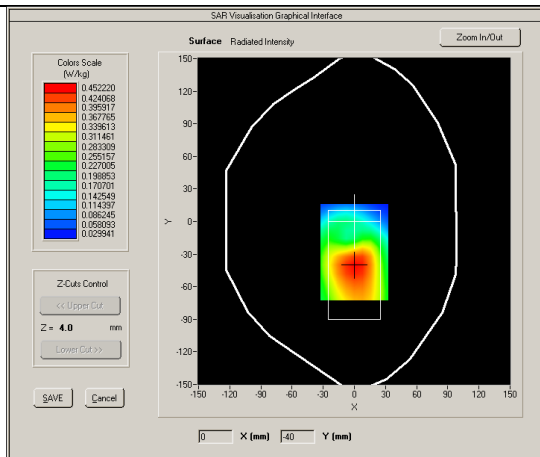 SAR Visualisation Graphical Interface
Surface Radiated Intensity
Zoom In/Out
Colors Scale
(W/kg)
0.452220
0.424068
0.395917
0.367765
0.339613
0.311461
0.283309
0.255157
0.227005
0.198853
0.170701
0.142549
0.114397
0.086245
0.058093
0.029941
Z-Cuts Control
<< Upper Cut
Z = 4.0 mm
Lower Cut >>
SAVE Cancel
150-
120-
90-
60-
30-
Y 0-
-30-
-60-
-90-
-120-
-150-
-150 -120 -90 -60 -30 0 30 60 90 120 150
X
0 X (mm) -40 Y (mm)